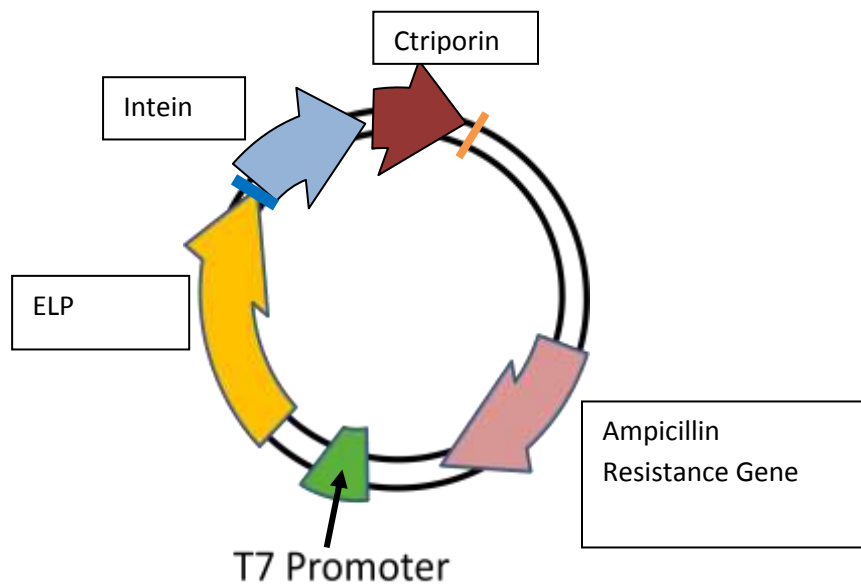 Ctriporin
Intein
ELP
Ampicillin
Resistance Gene
T7 Promoter